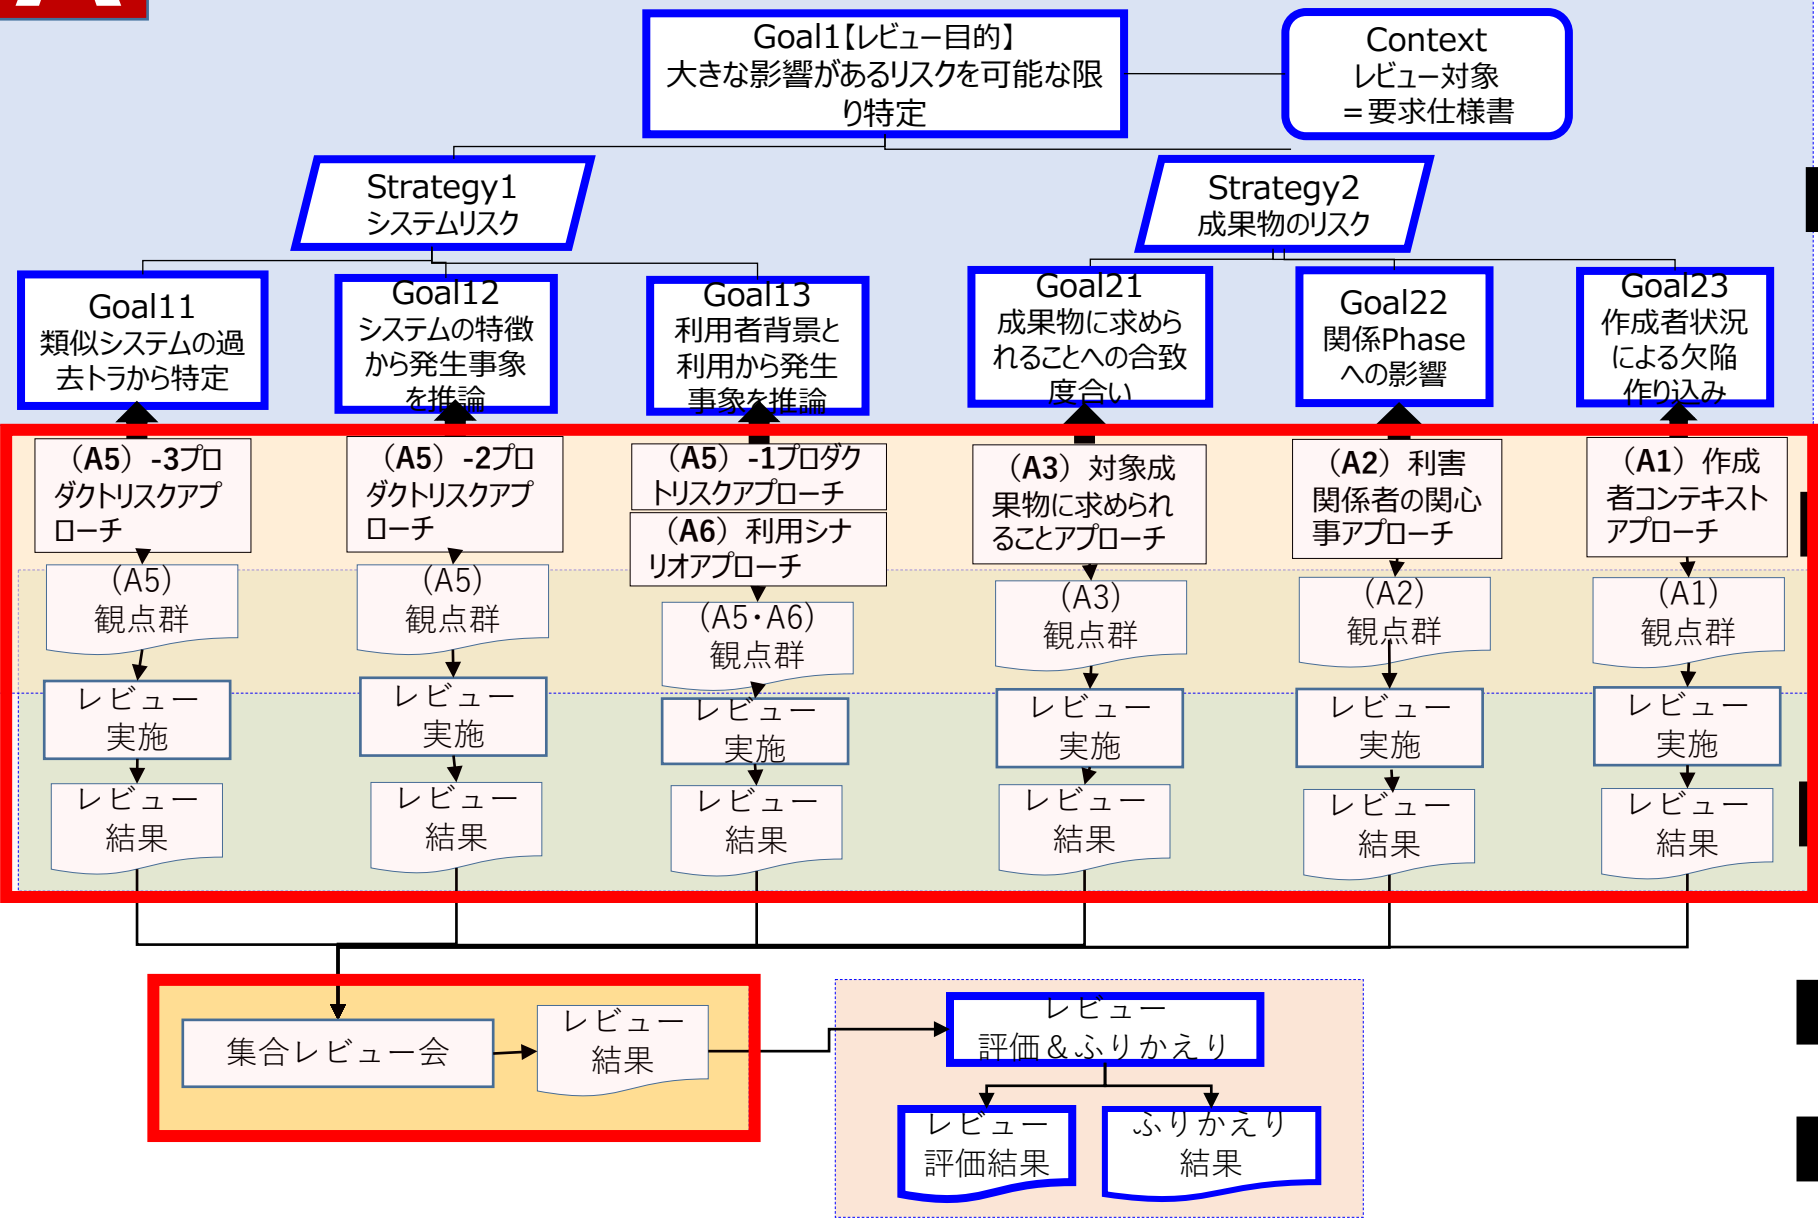 Goal1【レビュー目的】
大きな影響があるリスクを可能な限
り特定
Context
レビュー対象
=要求仕様書
Strategy1
システムリスク
Strategy2
成果物のリスク
Goal11
類似システムの過
去トラから特定
Goal12
システムの特徴
から発生事象
を推論
Goal13
利用者背景と
利用から発生
事象を推論
Goal21
成果物に求めら
れることへの合致
度合い
Goal22
関係Phase
への影響
Goal23
作成者状況
による欠陥
作り込み
（A5）-3プロ
ダクトリスクアプ
ローチ
（A5）-2プロ
ダクトリスクアプ
ローチ
（A5）-1プロダク
トリスクアプローチ
（A6）利用シナ
リオアプローチ
（A3）対象成
果物に求められ
ることアプローチ
（A2）利害
関係者の関心
事アプローチ
（A1）作成
者コンテキスト
アプローチ
（A5）
観点群
（A5）
観点群
（A5・A6）
観点群
（A3）
観点群
（A2）
観点群
（A1）
観点群
レビュー
実施
レビュー
実施
レビュー
実施
レビュー
実施
レビュー
実施
レビュー
実施
レビュー
結果
レビュー
結果
レビュー
結果
レビュー
結果
レビュー
結果
レビュー
結果
集合レビュー会
レビュー
結果
レビュー
評価＆ふりかえり
レビュー
評価結果
ふりかえり
結果